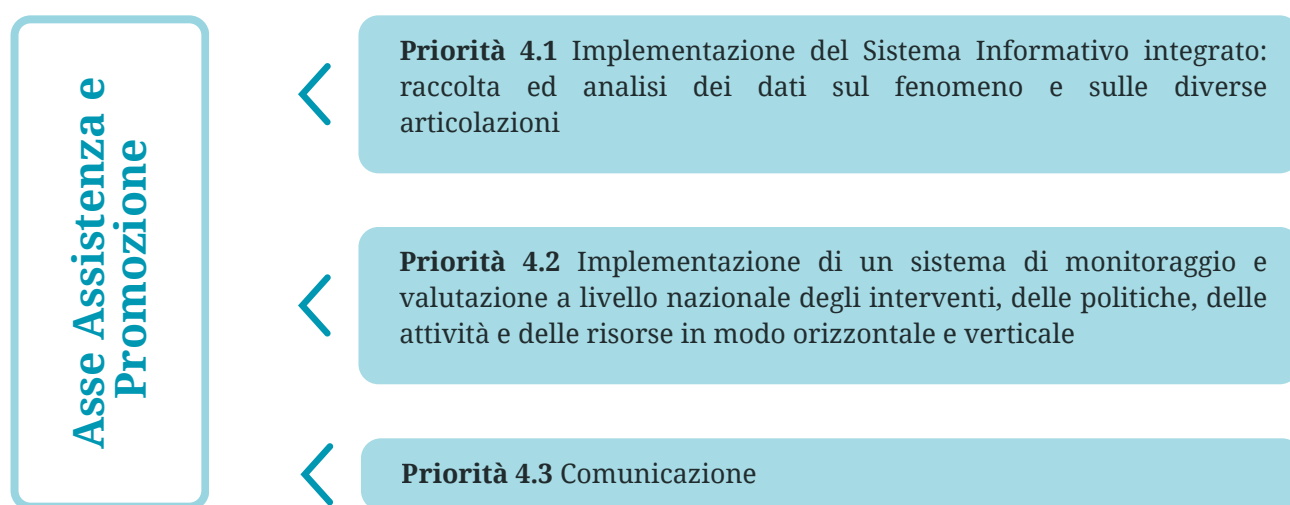 Asse Assistenza e
Promozione
Priorità 4.1 Implementazione del Sistema Informativo integrato:
raccolta ed analisi dei dati sul fenomeno e sulle diverse
articolazioni
Priorità 4.2 Implementazione di un sistema di monitoraggio e
valutazione a livello nazionale degli interventi, delle politiche, delle
attività e delle risorse in modo orizzontale e verticale
Priorità 4.3 Comunicazione